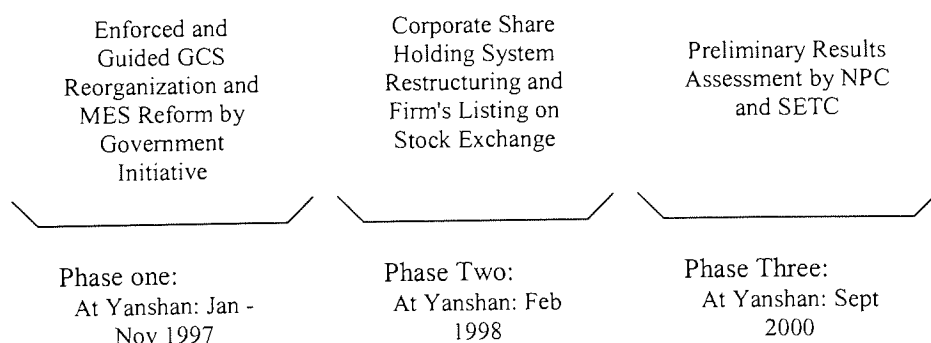 Enforced and
Guided GCS
Reorganization and
MES Reform by
Government
Initiative
Corporate Share
Holding System
Restructuring and
Firm's Listing on
Stock Exchange
Preliminary Results
Assessment by NPC
and SETC
Phase one:
At Yanshan: Jan -
Nov 1997
Phase Two:
At Yanshan: Feb
1998
Phase Three:
At Yanshan: Sept
2000